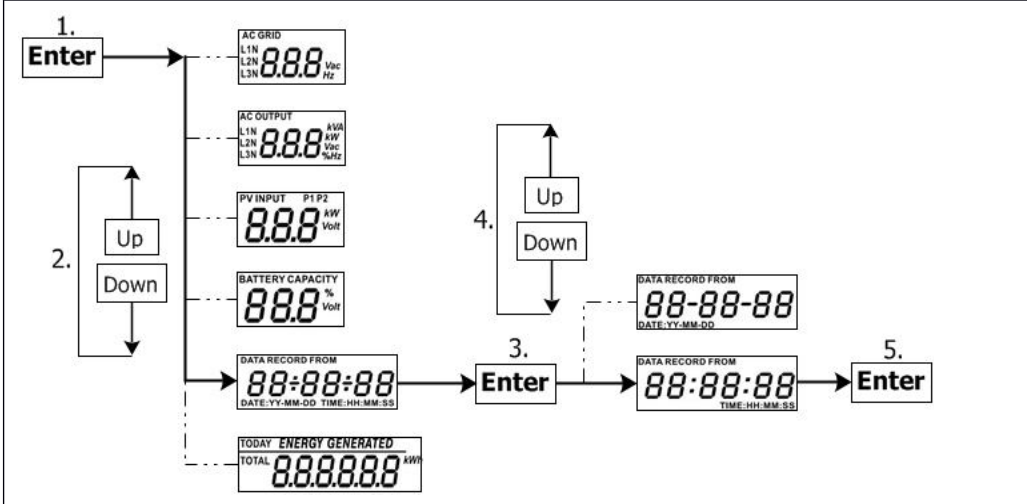 1.
Enter
AC GRID
L1N
L2N
L3N
8.8.8
Vac
Hz
AC OUTPUT
L1N
L2N
L3N
8.8.8
kVA
kW
Vac
%Hz
2.
Up
Down
PV INPUT P1 P2
8.8.8
kW
Volt
BATTERY CAPACITY
88.8
%
Volt
DATA RECORD FROM
88÷88÷88
DATE:YY-MM-DD TIME:HH:MM:SS
TODAY ENERGY GENERATED
TOTAL
8.8.8.8.8.8
kWh
3.
Enter
4.
Up
Down
DATA RECORD FROM
88-88-88
DATE:YY-MM-DD
DATA RECORD FROM
88:88:88
TIME:HH:MM:SS
5.
Enter